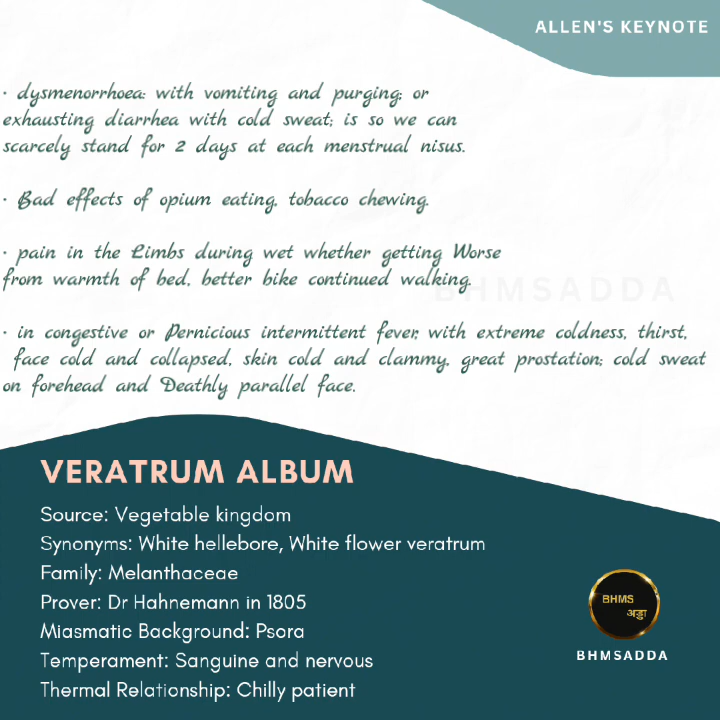 ALLEN'S KEYNOTE
· dysmenorrhoea: with vomiting and purging; or
exhausting diarrhea with cold sweat; is so we can
scarcely stand for 2 days at each menstrual nisus.
· Bad effects of opium eating, tobacco chewing.
· pain in the Limbs during wet whether getting Worse
from warmth of bed, better bike continued walking.
BHMSADDA
· in congestive or Pernicious intermittent fever, with extreme coldness, thirst,
face cold and collapsed, skin cold and clammy, great prostation; cold sweat
on forehead and Deathly parallel face.
VERATRUM ALBUM
Source: Vegetable kingdom
Synonyms: White hellebore, White flower veratrum
Family: Melanthaceae
Prover: Dr Hahnemann in 1805
Miasmatic Background: Psora
Temperament: Sanguine and nervous
Thermal Relationship: Chilly patient
BHMS
अड्डा
BHMSADDA